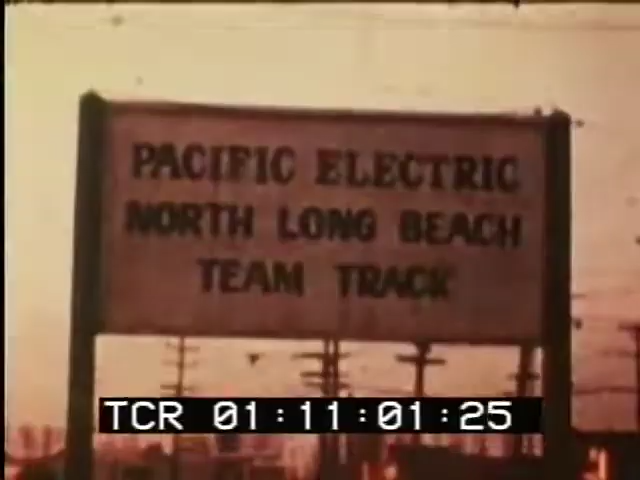 PACIFIC ELECTRIC
NORTH LONG BEACH
TEAM TRACK
TCR 01:11:01:25